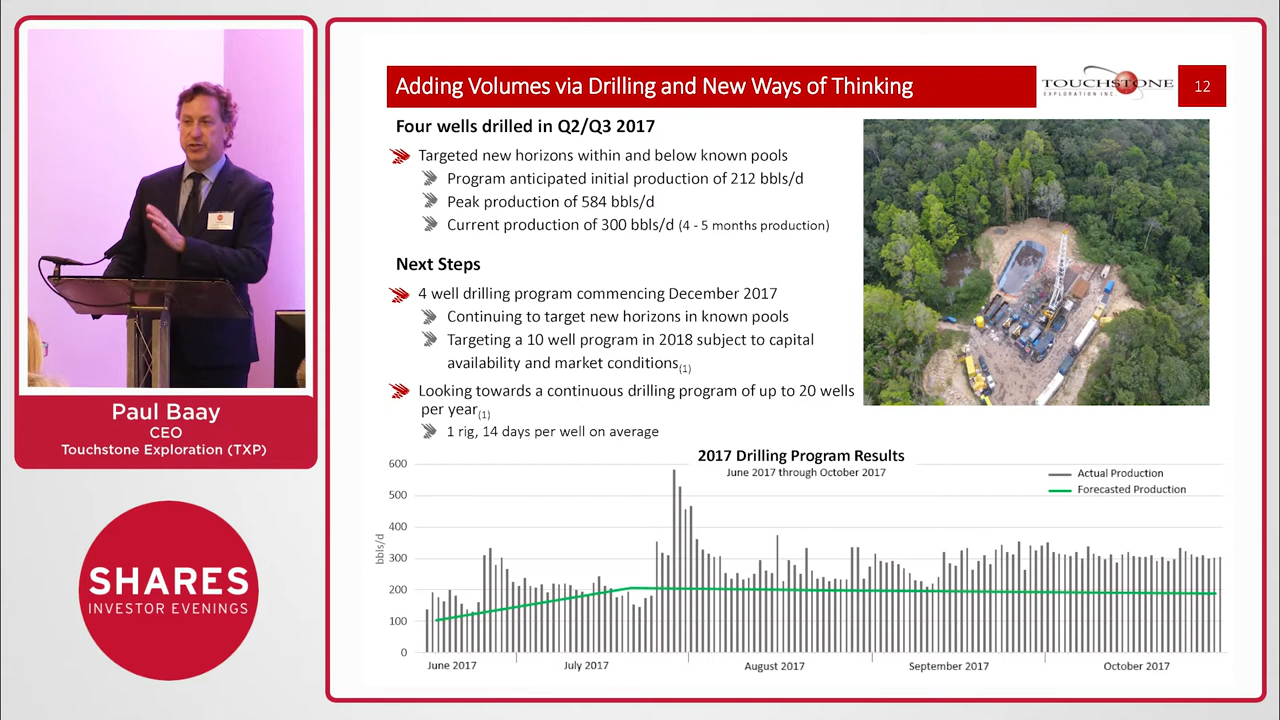 Adding Volumes via Drilling and New Ways of Thinking
TOUCHSTONE
EXPLORATION INC.
12
Four wells drilled in Q2/Q3 2017
Targeted new horizons within and below known pools
Program anticipated initial production of 212 bbls/d
Peak production of 584 bbls/d
Current production of 300 bbls/d (4 - 5 months production)
Next Steps
4 well drilling program commencing December 2017
Continuing to target new horizons in known pools
Targeting a 10 well program in 2018 subject to capital
availability and market conditions(1)
Looking towards a continuous drilling program of up to 20 wells
per year(1)
1 rig, 14 days per well on average
2017 Drilling Program Results
June 2017 through October 2017
Actual Production
Forecasted Production
bbls/d
600
500
400
300
200
100
0
June 2017
July 2017
August 2017
September 2017
October 2017
Paul Baay
CEO
Touchstone Exploration (TXP)
SHARES
INVESTOR EVENINGS